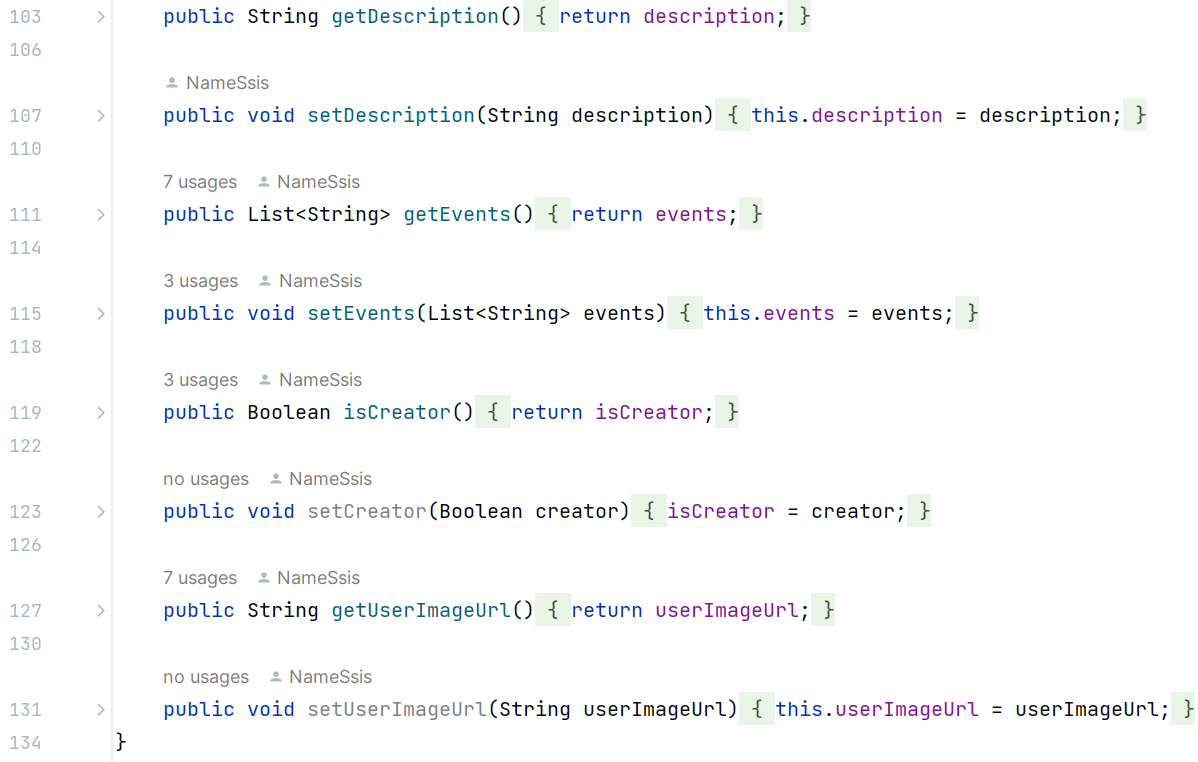 103 public String getDescription() { return description; }
106
NameSsis
107 public void setDescription(String description) { this.description = description; }
110
7 usages NameSsis
111 public List<String> getEvents() { return events; }
114
3 usages NameSsis
115 public void setEvents(List<String> events) { this.events = events; }
118
3 usages NameSsis
119 public Boolean isCreator() { return isCreator; }
122
no usages NameSsis
123 public void setCreator(Boolean creator) { isCreator = creator; }
126
7 usages NameSsis
127 public String getUserImageUrl() { return userImageUrl; }
130
no usages NameSsis
131 public void setUserImageUrl(String userImageUrl) { this.userImageUrl = userImageUrl; }
134 }